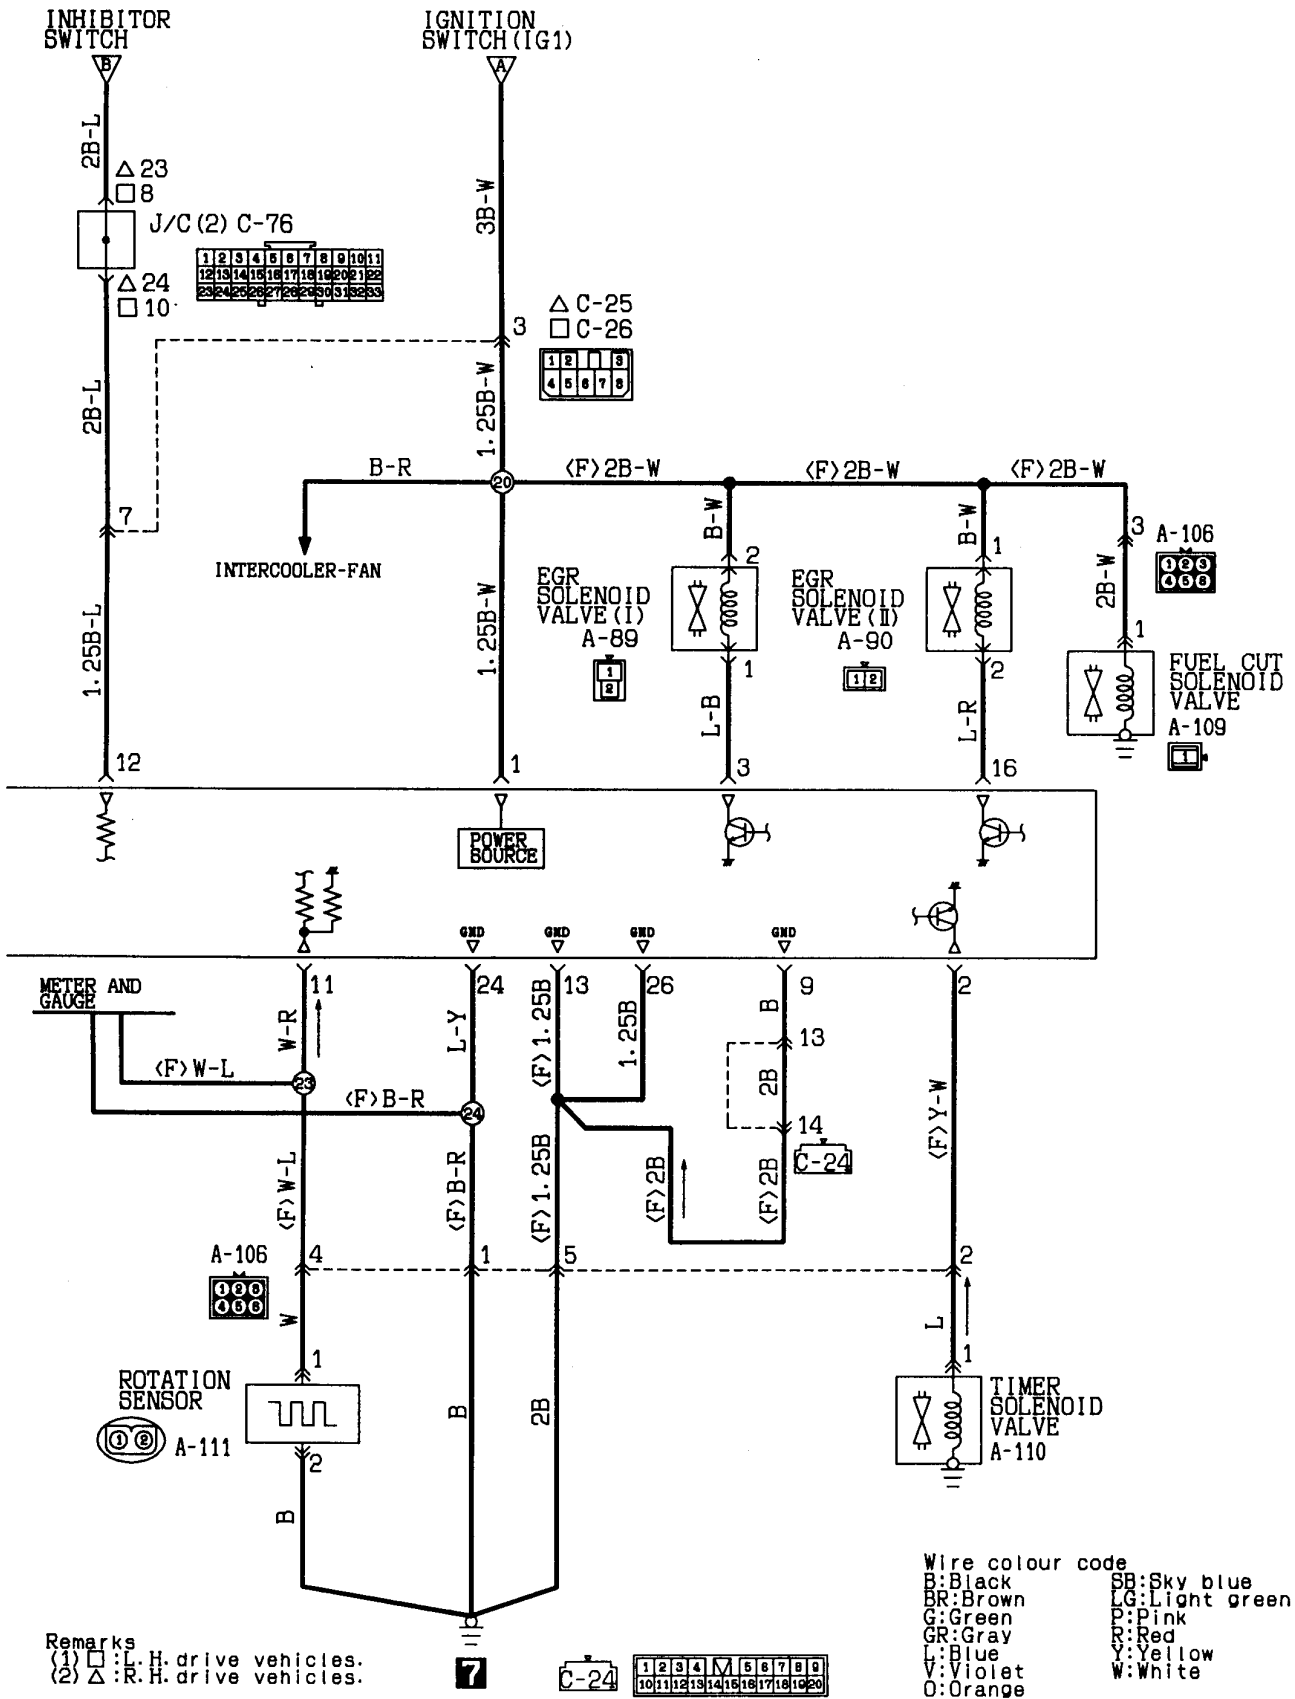 INHIBITOR
SWITCH
B
IGNITION
SWITCH(IG1)
A
2B-L
△ 23
□ 8
J/C(2) C-76
1 2 3 4 5 6 7 8 9 10 11
12 13 14 15 16 17 18 19 20 21 22
23 24 25 26 27 28 29 30 31 32 33
△ 24
□ 10
3B-W
3
△ C-25
□ C-26
1 2 3
4 5 6 7 8
2B-L
1.25B-W
B-R
20
<F>2B-W
<F>2B-W
<F>2B-W
7
INTERCOOLER-FAN
B-W
2
B-W
1
3
A-106
1 2 3
4 5 6
2B-W
1
1.25B-L
1.25B-W
EGR
SOLENOID
VALVE(I)
A-89
1
2
1
EGR
SOLENOID
VALVE(II)
A-90
1 2
2
FUEL CUT
SOLENOID
VALVE
A-109
1
L-B
L-R
12
1
3
16
POWER
SOURCE
GND
GND
GND
METER AND
GAUGE
11
24
13
26
9
2
W-R
L-Y
<F>1.25B
1.25B
B
13
<F>W-L
23
<F>B-R
24
2B
14
C-24
<F>Y-W
<F>W-L
<F>B-R
<F>1.25B
<F>2B
<F>2B
A-106
1 2 3
4 5 6
4
1
5
2
W
L
1
1
ROTATION
SENSOR
1 2
A-111
2
B
B
2B
TIMER
SOLENOID
VALVE
A-110
7
Remarks
(1) □ :L.H. drive vehicles.
(2) △ :R.H. drive vehicles.
C-24
1 2 3 4 5 6 7 8 9
10 11 12 13 14 15 16 17 18 19 20
Wire colour code
B:Black SB:Sky blue
BR:Brown LG:Light green
G:Green P:Pink
GR:Gray R:Red
L:Blue Y:Yellow
V:Violet W:White
O:Orange